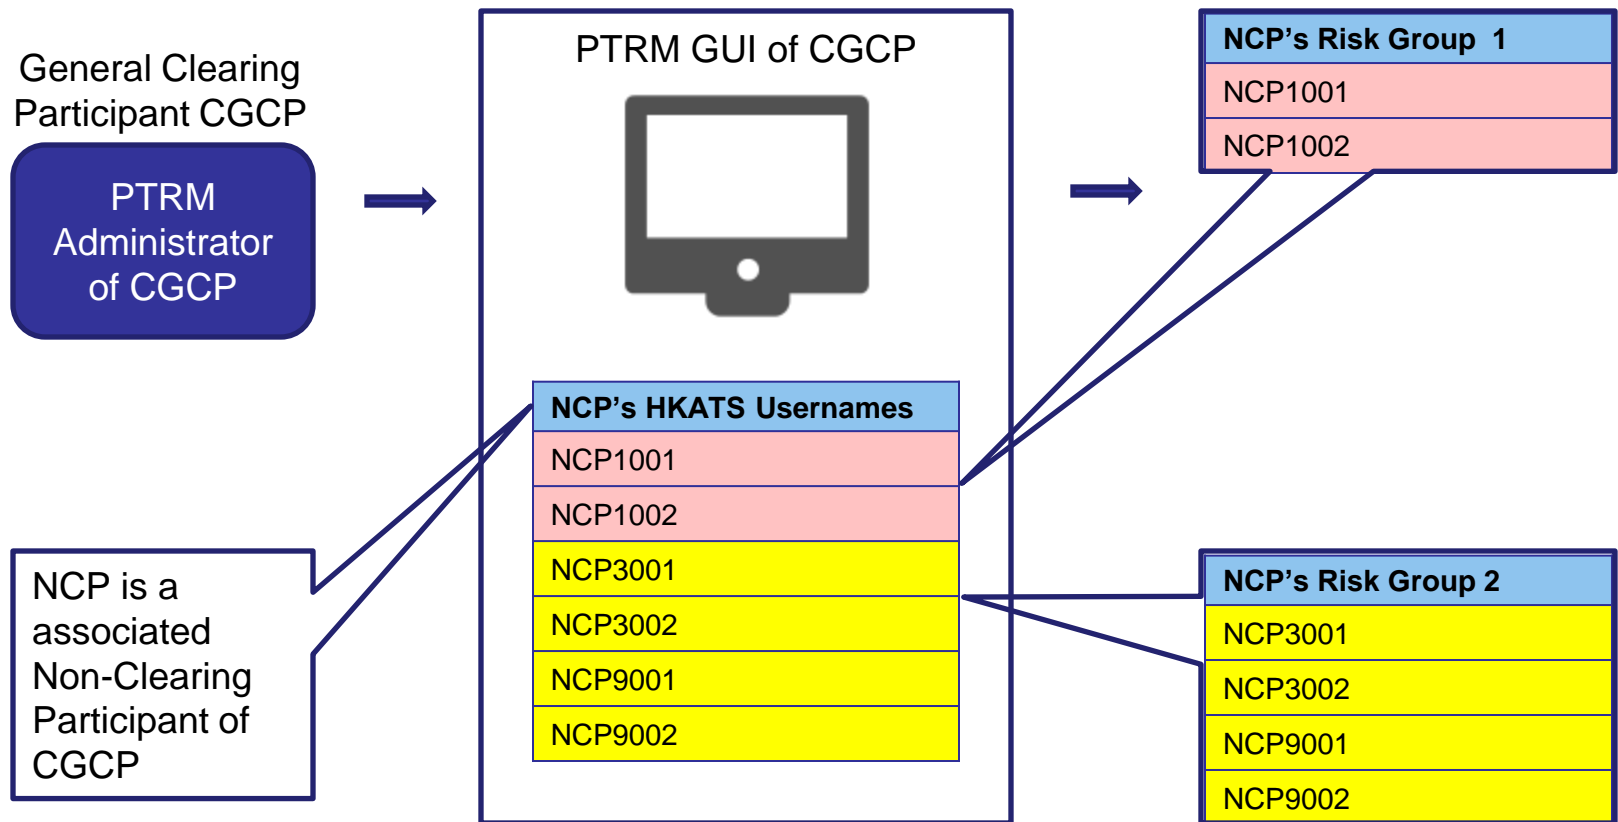 General Clearing
Participant CGCP
PTRM
Administrator
of CGCP
PTRM GUI of CGCP
NCP's HKATS Usernames
NCP1001
NCP1002
NCP3001
NCP3002
NCP9001
NCP9002
NCP is a
associated
Non-Clearing
Participant of
CGCP
NCP's Risk Group 1
NCP1001
NCP1002
NCP's Risk Group 2
NCP3001
NCP3002
NCP9001
NCP9002